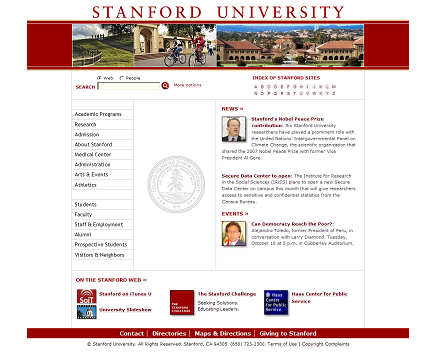 STANFORD UNIVERSITY
Web People
SEARCH More options
INDEX OF STANFORD SITES
A B C D E F G H I J K L M
N O P Q R S T U V W X Y Z
Academic Programs
Research
Admission
About Stanford
Medical Center
Administration
Arts & Events
Athletics
Students
Faculty
Staff & Employment
Alumni
Prospective Students
Visitors & Neighbors
NEWS »
Stanford's Nobel Peace Prize
contribution: Six Stanford University
researchers have played a prominent role with
the United Nations' Intergovernmental Panel on
Climate Change, the scientific organization that
shared the 2007 Nobel Peace Prize with former Vice
President Al Gore.
Secure Data Center to open: The Institute for Research
in the Social Sciences (IRiSS) plans to open a new Secure
Data Center on campus this month that will give researchers
access to sensitive and confidential statistics from the
Census Bureau.
EVENTS »
Can Democracy Reach the Poor?:
Alejandro Toledo, former President of Peru, in
conversation with Larry Diamond. Tuesday,
October 16 at 5 p.m. in Cubberley Auditorium.
ON THE STANFORD WEB »
SoiT
Stanford on iTunes U
University Slideshow
THE STANFORD CHALLENGE
The Stanford Challenge
Seeking Solutions.
Educating Leaders.
Haas Center for Public Service
Haas Center for Public
Service
Contact | Directories | Maps & Directions | Giving to Stanford
© Stanford University. All Rights Reserved. Stanford, CA 94305. (650) 723-2300. Terms of Use | Copyright Complaints